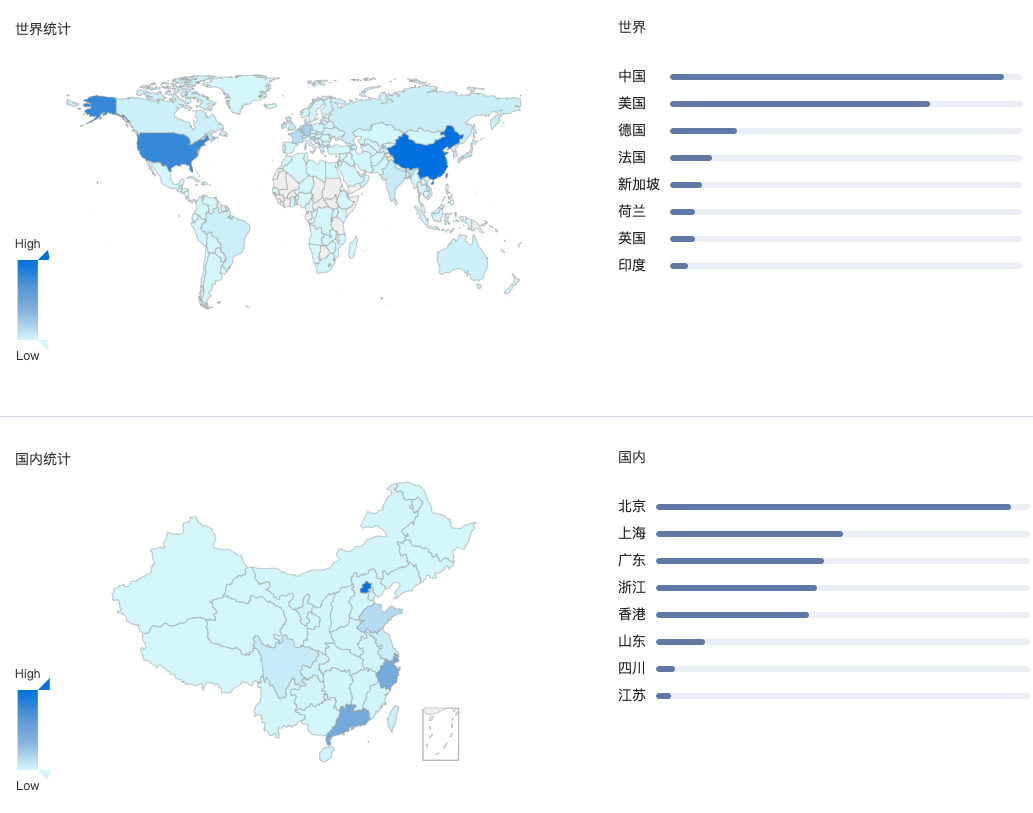 世界统计
High
Low
世界
中国
美国
德国
法国
新加坡
荷兰
英国
印度
国内统计
High
Low
国内
北京
上海
广东
浙江
香港
山东
四川
江苏